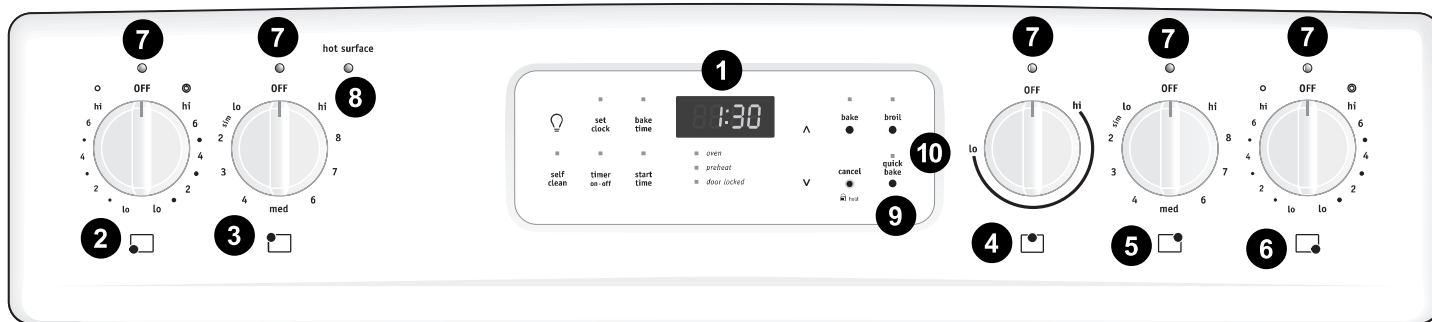 7
7
hot surface
8
OFF
hi
hi
6
6
4
4
2
2
lo
lo
2
OFF
lo
hi
sim
2
8
3
7
4
6
med
3
1
1:30
set
clock
bake
time
bake
broil
10
oven
preheat
door locked
self
clean
timer
on-off
start
time
cancel
hold
quick
bake
9
7
7
7
OFF
hi
lo
4
OFF
lo
hi
sim
2
8
3
7
4
6
med
5
OFF
hi
hi
6
6
4
4
2
2
lo
lo
6